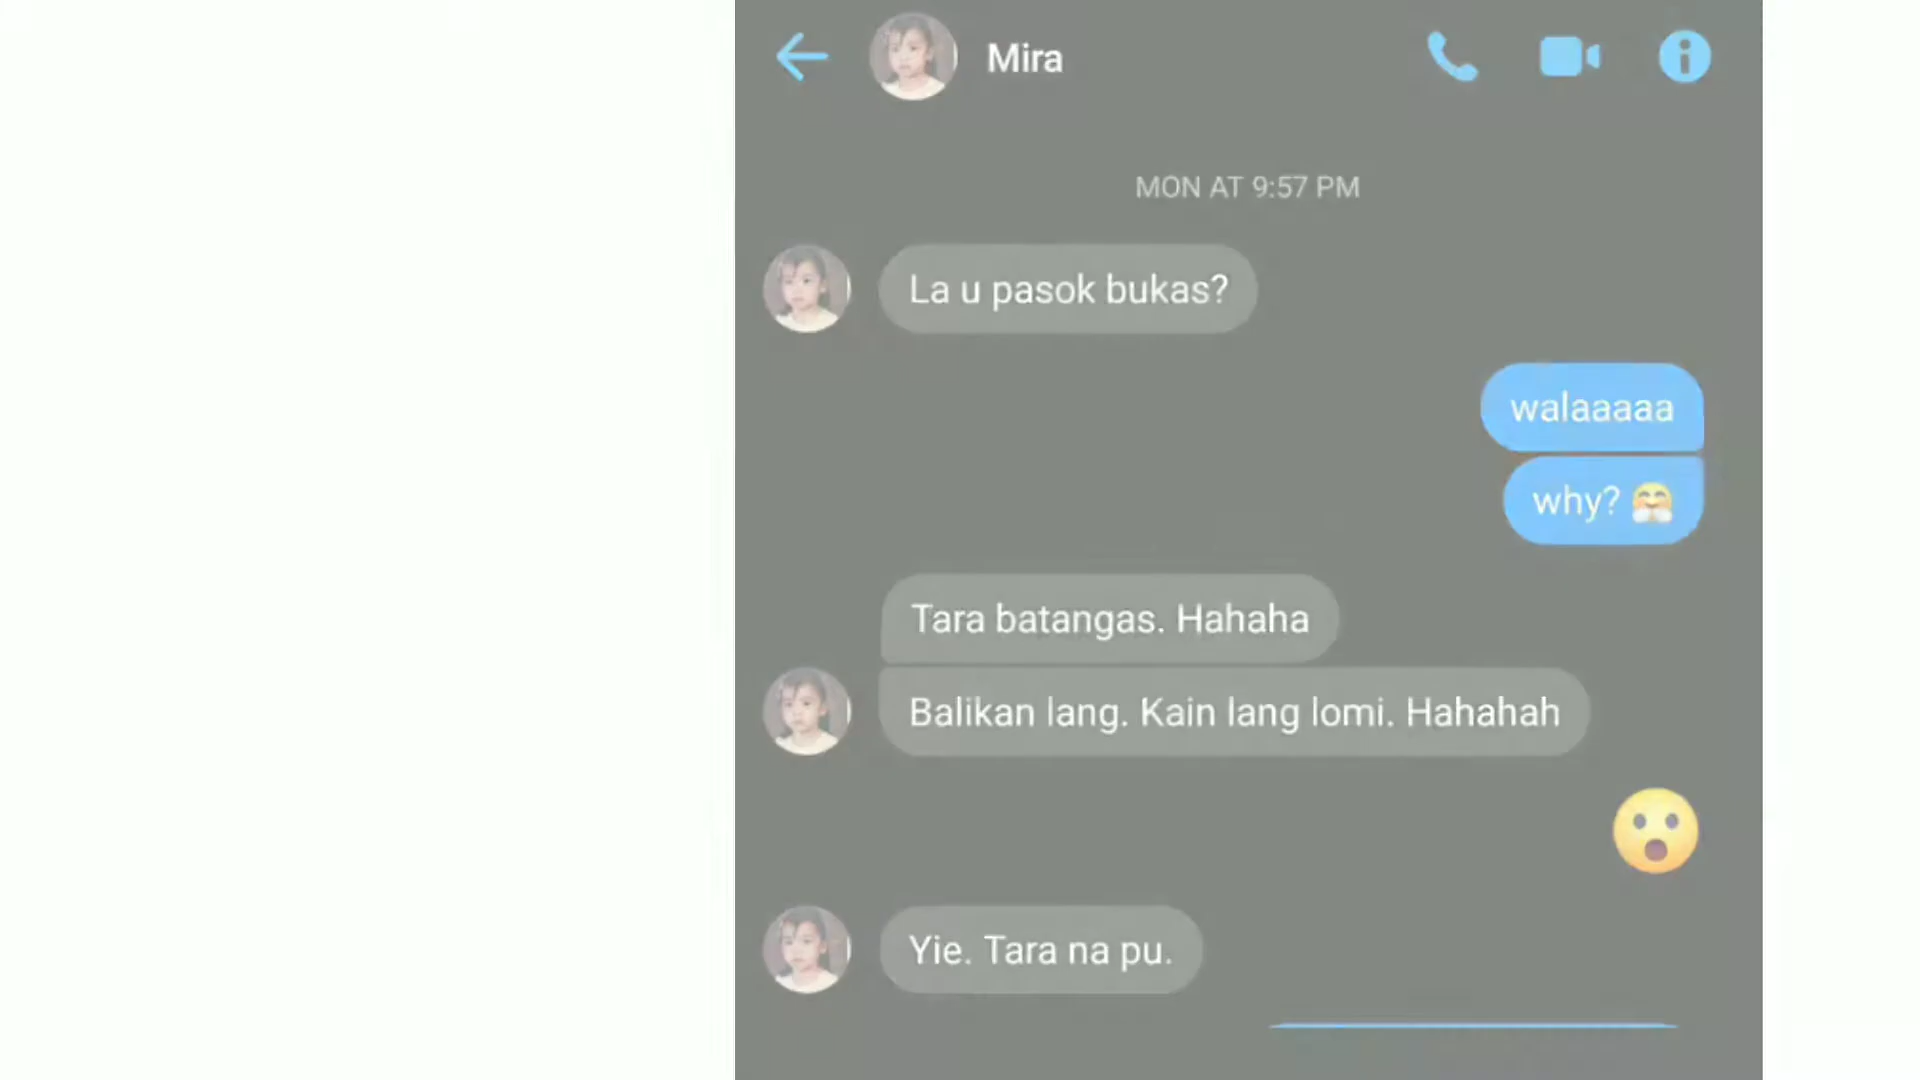 Mira
MON AT 9:57 PM
La u pasok bukas?
walaaaaa
why? 🤗
Tara batangas. Hahaha
Balikan lang. Kain lang lomi. Hahahah
😮
Yie. Tara na pu.